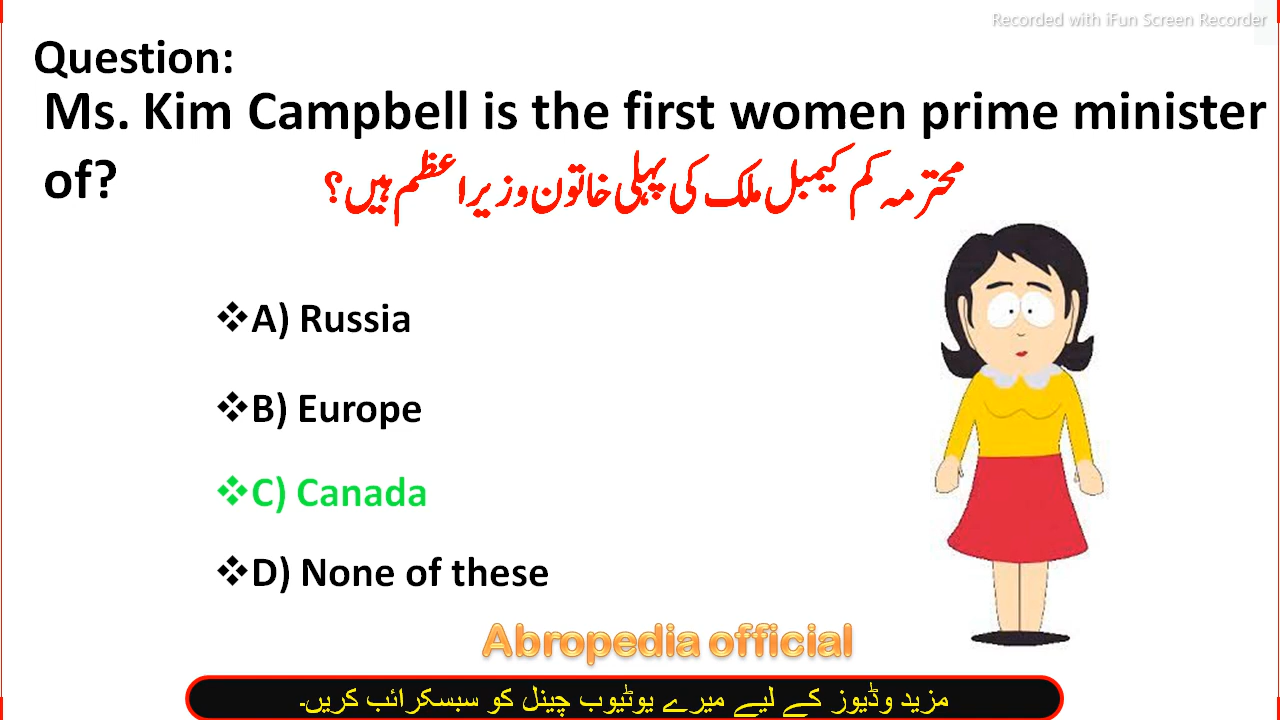 Recorded with iFun Screen Recorder
Question:
Ms. Kim Campbell is the first women prime minister
of?
محترمہ کم کیمبل ملک کی پہلی خاتون وزیراعظم ہیں؟
❖A) Russia
❖B) Europe
❖C) Canada
❖D) None of these
Abropedia official
مزید وڈیوز کے لیے میرے یوٹیوب چینل کو سبسکرائب کریں۔